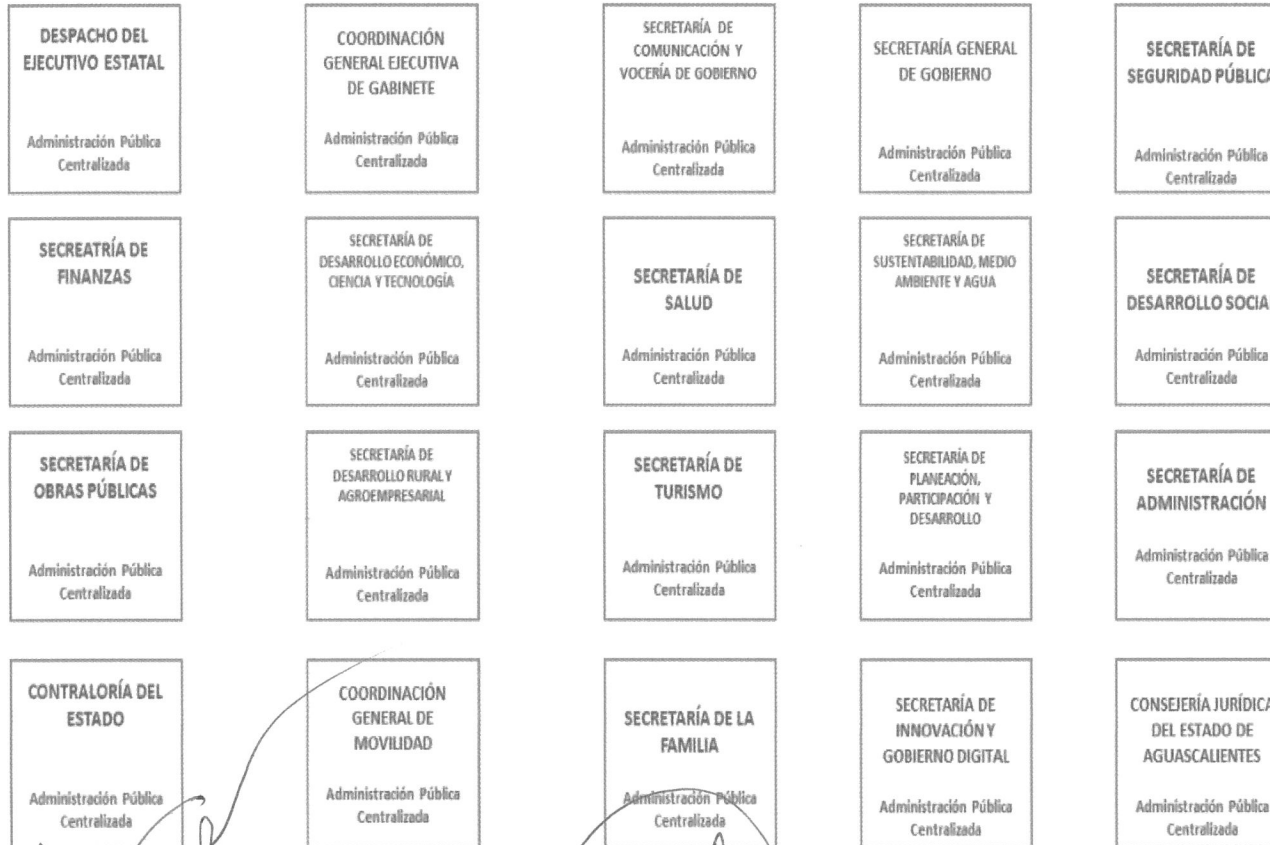 DESPACHO DEL
EJECUTIVO ESTATAL
Administración Pública
Centralizada
COORDINACIÓN
GENERAL EJECUTIVA
DE GABINETE
Administración Pública
Centralizada
SECRETARÍA DE
COMUNICACIÓN Y
VOCERÍA DE GOBIERNO
Administración Pública
Centralizada
SECRETARÍA GENERAL
DE GOBIERNO
Administración Pública
Centralizada
SECRETARÍA DE
SEGURIDAD PÚBLICA
Administración Pública
Centralizada
SECREATRÍA DE
FINANZAS
Administración Pública
Centralizada
SECRETARÍA DE
DESARROLLO ECONÓMICO,
CIENCIA Y TECNOLOGÍA
Administración Pública
Centralizada
SECRETARÍA DE
SALUD
Administración Pública
Centralizada
SECRETARÍA DE
SUSTENTABILIDAD, MEDIO
AMBIENTE Y AGUA
Administración Pública
Centralizada
SECRETARÍA DE
DESARROLLO SOCIA
Administración Pública
Centralizada
SECRETARÍA DE
OBRAS PÚBLICAS
Administración Pública
Centralizada
SECRETARÍA DE
DESARROLLO RURAL Y
AGROEMPRESARIAL
Administración Pública
Centralizada
SECRETARÍA DE
TURISMO
Administración Pública
Centralizada
SECRETARÍA DE
PLANEACIÓN,
PARTICIPACIÓN Y
DESARROLLO
Administración Pública
Centralizada
SECRETARÍA DE
ADMINISTRACIÓN
Administración Pública
Centralizada
CONTRALORÍA DEL
ESTADO
Administración Pública
Centralizada
COORDINACIÓN
GENERAL DE
MOVILIDAD
Administración Pública
Centralizada
SECRETARÍA DE LA
FAMILIA
Administración Pública
Centralizada
SECRETARÍA DE
INNOVACIÓN Y
GOBIERNO DIGITAL
Administración Pública
Centralizada
CONSEJERÍA JURÍDICA
DEL ESTADO DE
AGUASCALIENTES
Administración Pública
Centralizada